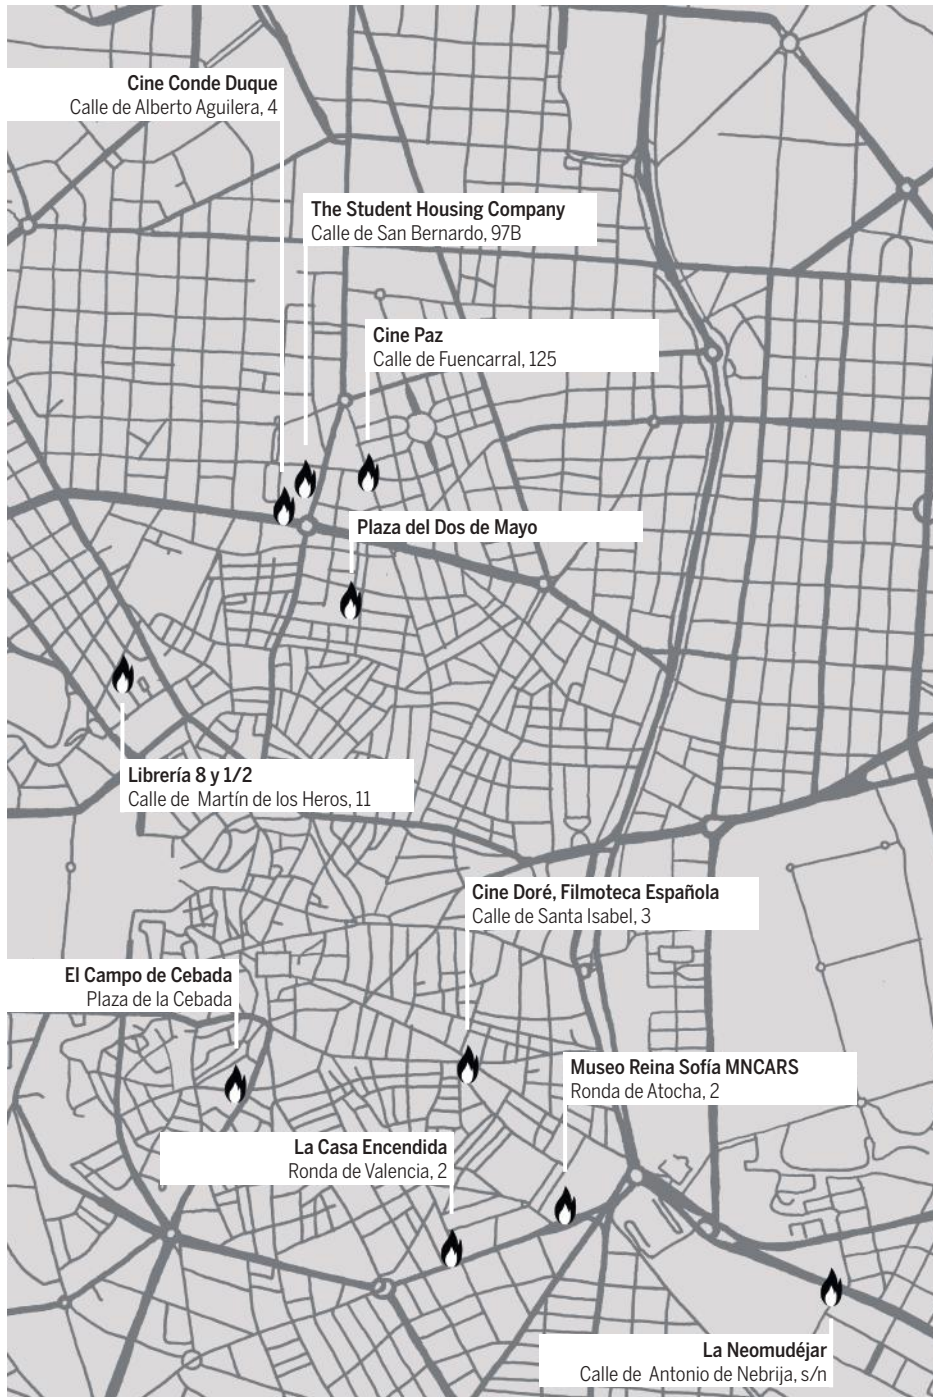 Cine Conde Duque
Calle de Alberto Aguilera, 4
The Student Housing Company
Calle de San Bernardo, 97B
Cine Paz
Calle de Fuencarral, 125
Plaza del Dos de Mayo
Librería 8 y 1/2
Calle de Martín de los Heros, 11
Cine Doré, Filmoteca Española
Calle de Santa Isabel, 3
El Campo de Cebada
Plaza de la Cebada
Museo Reina Sofía MNCARS
Ronda de Atocha, 2
La Casa Encendida
Ronda de Valencia, 2
La Neomudéjar
Calle de Antonio de Nebrija, s/n